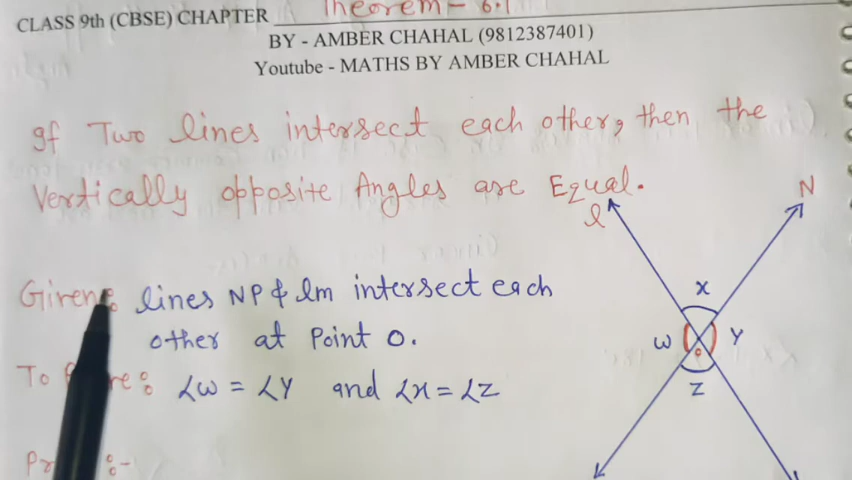 Theorem - 6.1
CLASS 9th (CBSE) CHAPTER
BY - AMBER CHAHAL (9812387401)
Youtube - MATHS BY AMBER CHAHAL
If Two lines intersect each other, then the
Vertically opposite Angles are Equal.
l N
Given: lines NP & lm intersect each
other at Point O.
To : ∠w = ∠y and ∠x = ∠z
x
w y
o
z
:-